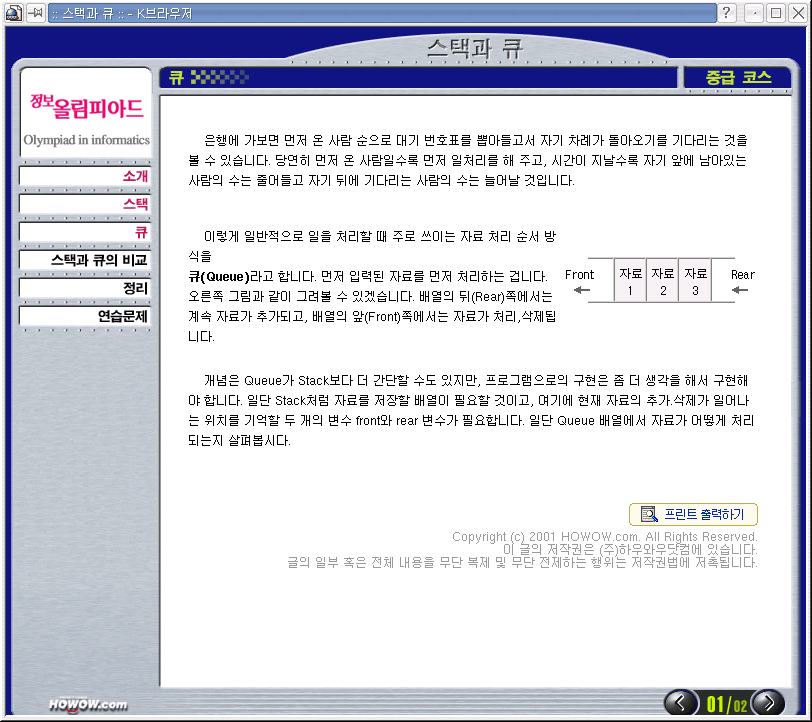 :: 스택과 큐 :: - K브라우저
스택과 큐
큐
중급 코스
정보올림피아드
Olympiad in informatics
소개
스택
큐
스택과 큐의 비교
정리
연습문제
은행에 가보면 먼저 온 사람 순으로 대기 번호표를 뽑아들고서 자기 차례가 돌아오기를 기다리는 것을
볼 수 있습니다. 당연히 먼저 온 사람일수록 먼저 일처리를 해 주고, 시간이 지날수록 자기 앞에 남아있는
사람의 수는 줄어들고 자기 뒤에 기다리는 사람의 수는 늘어날 것입니다.
이렇게 일반적으로 일을 처리할 때 주로 쓰이는 자료 처리 순서 방
식을
큐(Queue)라고 합니다. 먼저 입력된 자료를 먼저 처리하는 겁니다.
오른쪽 그림과 같이 그려볼 수 있겠습니다. 배열의 뒤(Rear)쪽에서는
계속 자료가 추가되고, 배열의 앞(Front)쪽에서는 자료가 처리,삭제됩
니다.
Front 자료 자료 자료 Rear
1 2 3
개념은 Queue가 Stack보다 더 간단할 수도 있지만, 프로그램으로의 구현은 좀 더 생각을 해서 구현해
야 합니다. 일단 Stack처럼 자료를 저장할 배열이 필요할 것이고, 여기에 현재 자료의 추가.삭제가 일어나
는 위치를 기억할 두 개의 변수 front와 rear 변수가 필요합니다. 일단 Queue 배열에서 자료가 어떻게 처리
되는지 살펴봅시다.
프린트 출력하기
Copyright (c) 2001 HOWOW.com. All Rights Reserved.
이 글의 저작권은 (주)하우와우닷컴에 있습니다.
글의 일부 혹은 전체 내용을 무단 복제 및 무단 전제하는 행위는 저작권법에 저촉됩니다.
HOWOW.com
01/02